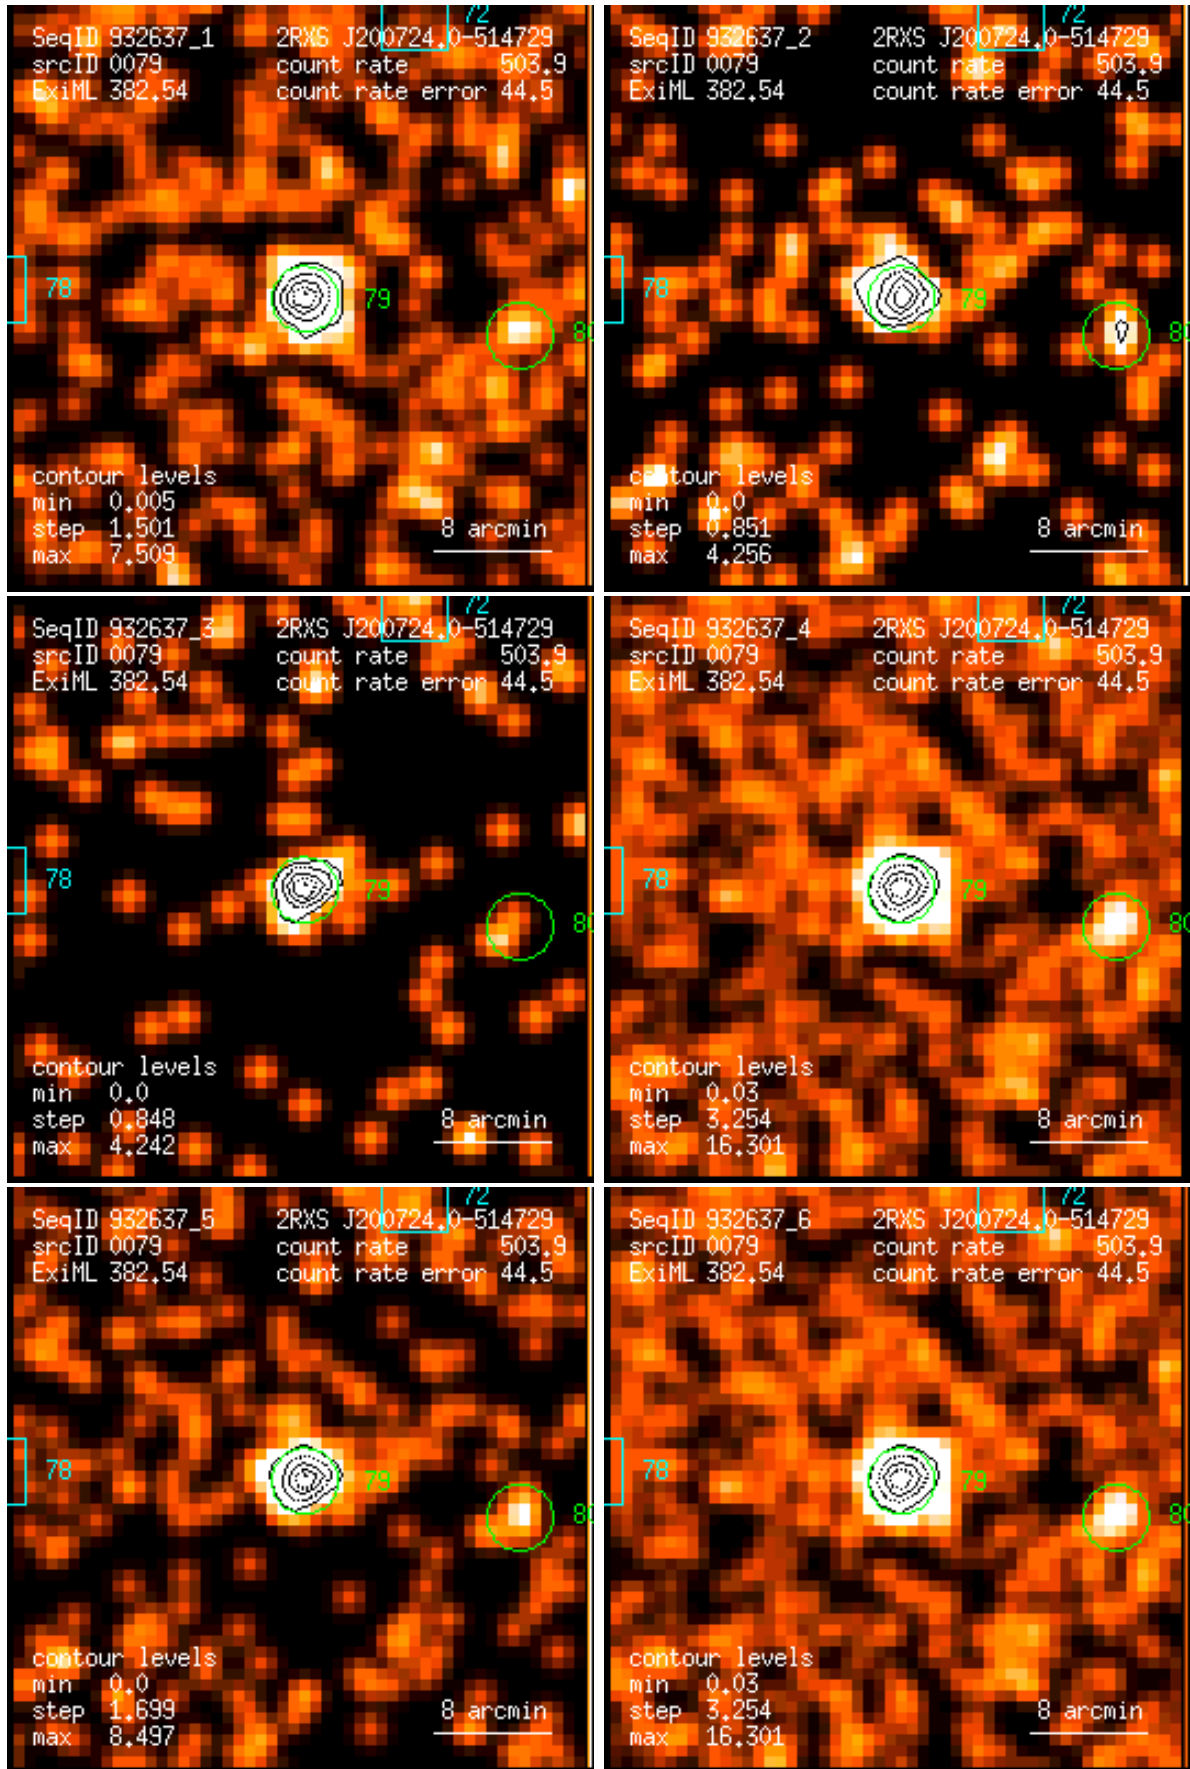 72
SeqID 932637_1 2RXS J200724.0-514729
srcID 0079 count rate 503.9
ExiML 382.54 count rate error 44.5
78
79
80
contour levels
min 0.005
step 1.501
max 7.509
8 arcmin
72
SeqID 932637_2 2RXS J200724.0-514729
srcID 0079 count rate 503.9
ExiML 382.54 count rate error 44.5
78
79
80
contour levels
min 0.0
step 0.851
max 4.256
8 arcmin
72
SeqID 932637_3 2RXS J200724.0-514729
srcID 0079 count rate 503.9
ExiML 382.54 count rate error 44.5
78
79
80
contour levels
min 0.0
step 0.848
max 4.242
8 arcmin
72
SeqID 932637_4 2RXS J200724.0-514729
srcID 0079 count rate 503.9
ExiML 382.54 count rate error 44.5
78
79
80
contour levels
min 0.03
step 3.254
max 16.301
8 arcmin
72
SeqID 932637_5 2RXS J200724.0-514729
srcID 0079 count rate 503.9
ExiML 382.54 count rate error 44.5
78
79
80
contour levels
min 0.0
step 1.699
max 8.497
8 arcmin
72
SeqID 932637_6 2RXS J200724.0-514729
srcID 0079 count rate 503.9
ExiML 382.54 count rate error 44.5
78
79
80
contour levels
min 0.03
step 3.254
max 16.301
8 arcmin